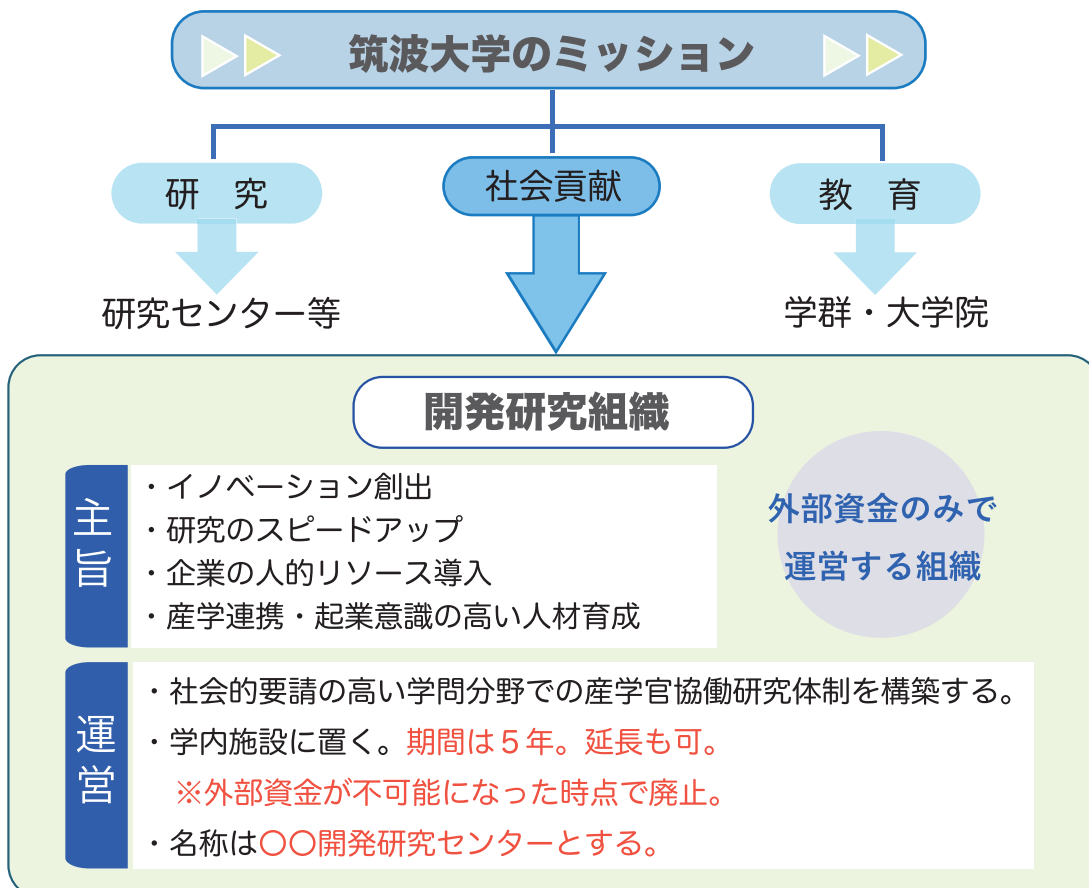 筑波大学のミッション
研　究
社会貢献
教　育
研究センター等
学群・大学院
開発研究組織
主旨
・イノベーション創出
・研究のスピードアップ
・企業の人的リソース導入
・産学連携・起業意識の高い人材育成
外部資金のみで
運営する組織
運営
・社会的要請の高い学問分野での産学官協働研究体制を構築する。
・学内施設に置く。期間は５年。延長も可。
※外部資金が不可能になった時点で廃止。
・名称は〇〇開発研究センターとする。